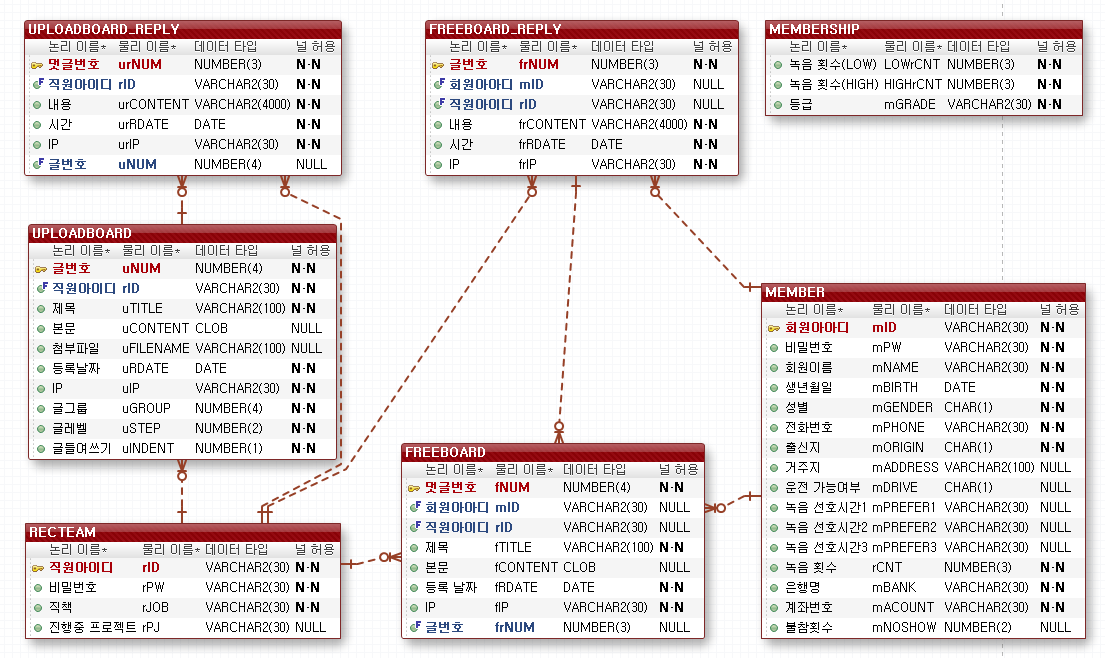 UPLOADBOARD_REPLY
논리 이름* 물리 이름* 데이터 타입 널 허용
멧글번호 urNUM NUMBER(3) N·N
직원아이디 rID VARCHAR2(30) N·N
내용 urCONTENT VARCHAR2(4000) N·N
시간 urRDATE DATE N·N
IP urIP VARCHAR2(30) N·N
글번호 uNUM NUMBER(4) NULL
FREEBOARD_REPLY
논리 이름* 물리 이름* 데이터 타입 널 허용
글번호 frNUM NUMBER(3) N·N
회원아아디 mID VARCHAR2(30) NULL
직원아이디 rID VARCHAR2(30) NULL
내용 frCONTENT VARCHAR2(4000) N·N
시간 frRDATE DATE N·N
IP frIP VARCHAR2(30) N·N
MEMBERSHIP
논리 이름* 물리 이름* 데이터 타입 널 허용
녹음 횟수(LOW) LOWrCNT NUMBER(3) N·N
녹음 횟수(HIGH) HIGHrCNT NUMBER(3) N·N
등급 mGRADE VARCHAR2(30) N·N
UPLOADBOARD
논리 이름* 물리 이름* 데이터 타입 널 허용
글번호 uNUM NUMBER(4) N·N
직원아이디 rID VARCHAR2(30) N·N
제목 uTITLE VARCHAR2(100) N·N
본문 uCONTENT CLOB NULL
첨부파일 uFILENAME VARCHAR2(100) NULL
등록날짜 uRDATE DATE N·N
IP uIP VARCHAR2(30) N·N
글그룹 uGROUP NUMBER(4) N·N
글레벨 uSTEP NUMBER(2) N·N
글들여쓰기 uINDENT NUMBER(1) N·N
MEMBER
논리 이름* 물리 이름* 데이터 타입 널 허용
회원아아디 mID VARCHAR2(30) N·N
비밀번호 mPW VARCHAR2(30) N·N
회원이름 mNAME VARCHAR2(30) N·N
생년월일 mBIRTH DATE N·N
성별 mGENDER CHAR(1) N·N
전화번호 mPHONE VARCHAR2(30) N·N
출신지 mORIGIN CHAR(1) N·N
거주지 mADDRESS VARCHAR2(100) NULL
운전 가능여부 mDRIVE CHAR(1) NULL
녹음 선호시간1 mPREFER1 VARCHAR2(30) NULL
녹음 선호시간2 mPREFER2 VARCHAR2(30) NULL
녹음 선호시간3 mPREFER3 VARCHAR2(30) NULL
녹음 횟수 rCNT NUMBER(3) NULL
은행명 mBANK VARCHAR2(30) NULL
계좌번호 mACOUNT VARCHAR2(30) NULL
불참횟수 mNOSHOW NUMBER(2) NULL
FREEBOARD
논리 이름* 물리 이름* 데이터 타입 널 허용
멧글번호 fNUM NUMBER(4) N·N
회원아아디 mID VARCHAR2(30) NULL
직원아이디 rID VARCHAR2(30) NULL
제목 fTITLE VARCHAR2(100) N·N
본문 fCONTENT CLOB NULL
등록 날짜 fRDATE DATE N·N
IP fIP VARCHAR2(30) N·N
글번호 frNUM NUMBER(3) NULL
RECTEAM
논리 이름* 물리 이름* 데이터 타입 널 허용
직원아이디 rID VARCHAR2(30) N·N
비밀번호 rPW VARCHAR2(30) N·N
직책 rJOB VARCHAR2(30) N·N
진행중 프로젝트 rPJ VARCHAR2(30) NULL